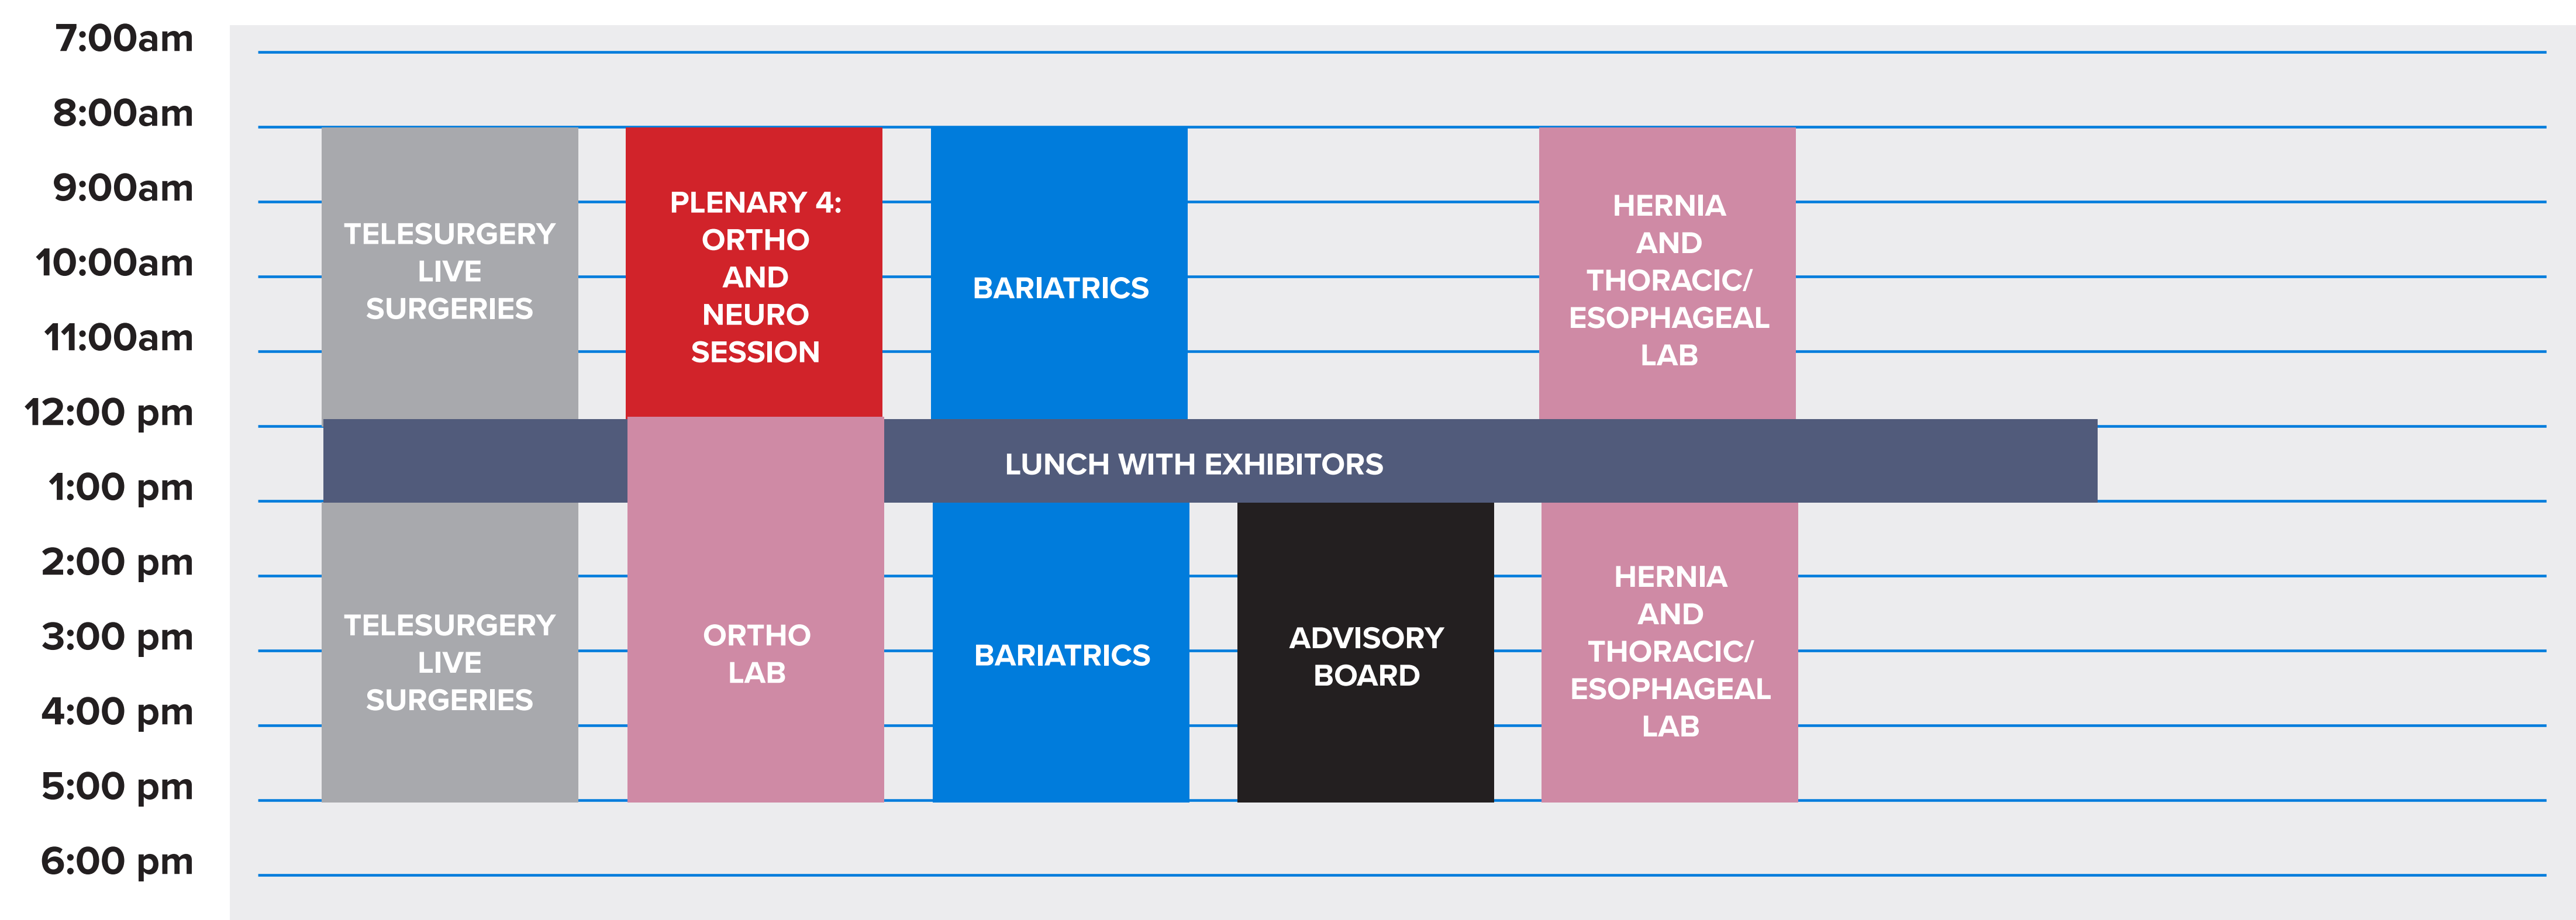 7:00am
8:00am
9:00am
10:00am
11:00am
12:00 pm
1:00 pm
2:00 pm
3:00 pm
4:00 pm
5:00 pm
6:00 pm
TELESURGERY
LIVE
SURGERIES
PLENARY 4:
ORTHO
AND
NEURO
SESSION
BARIATRICS
HERNIA
AND
THORACIC/
ESOPHAGEAL
LAB
LUNCH WITH EXHIBITORS
TELESURGERY
LIVE
SURGERIES
ORTHO
LAB
BARIATRICS
ADVISORY
BOARD
HERNIA
AND
THORACIC/
ESOPHAGEAL
LAB